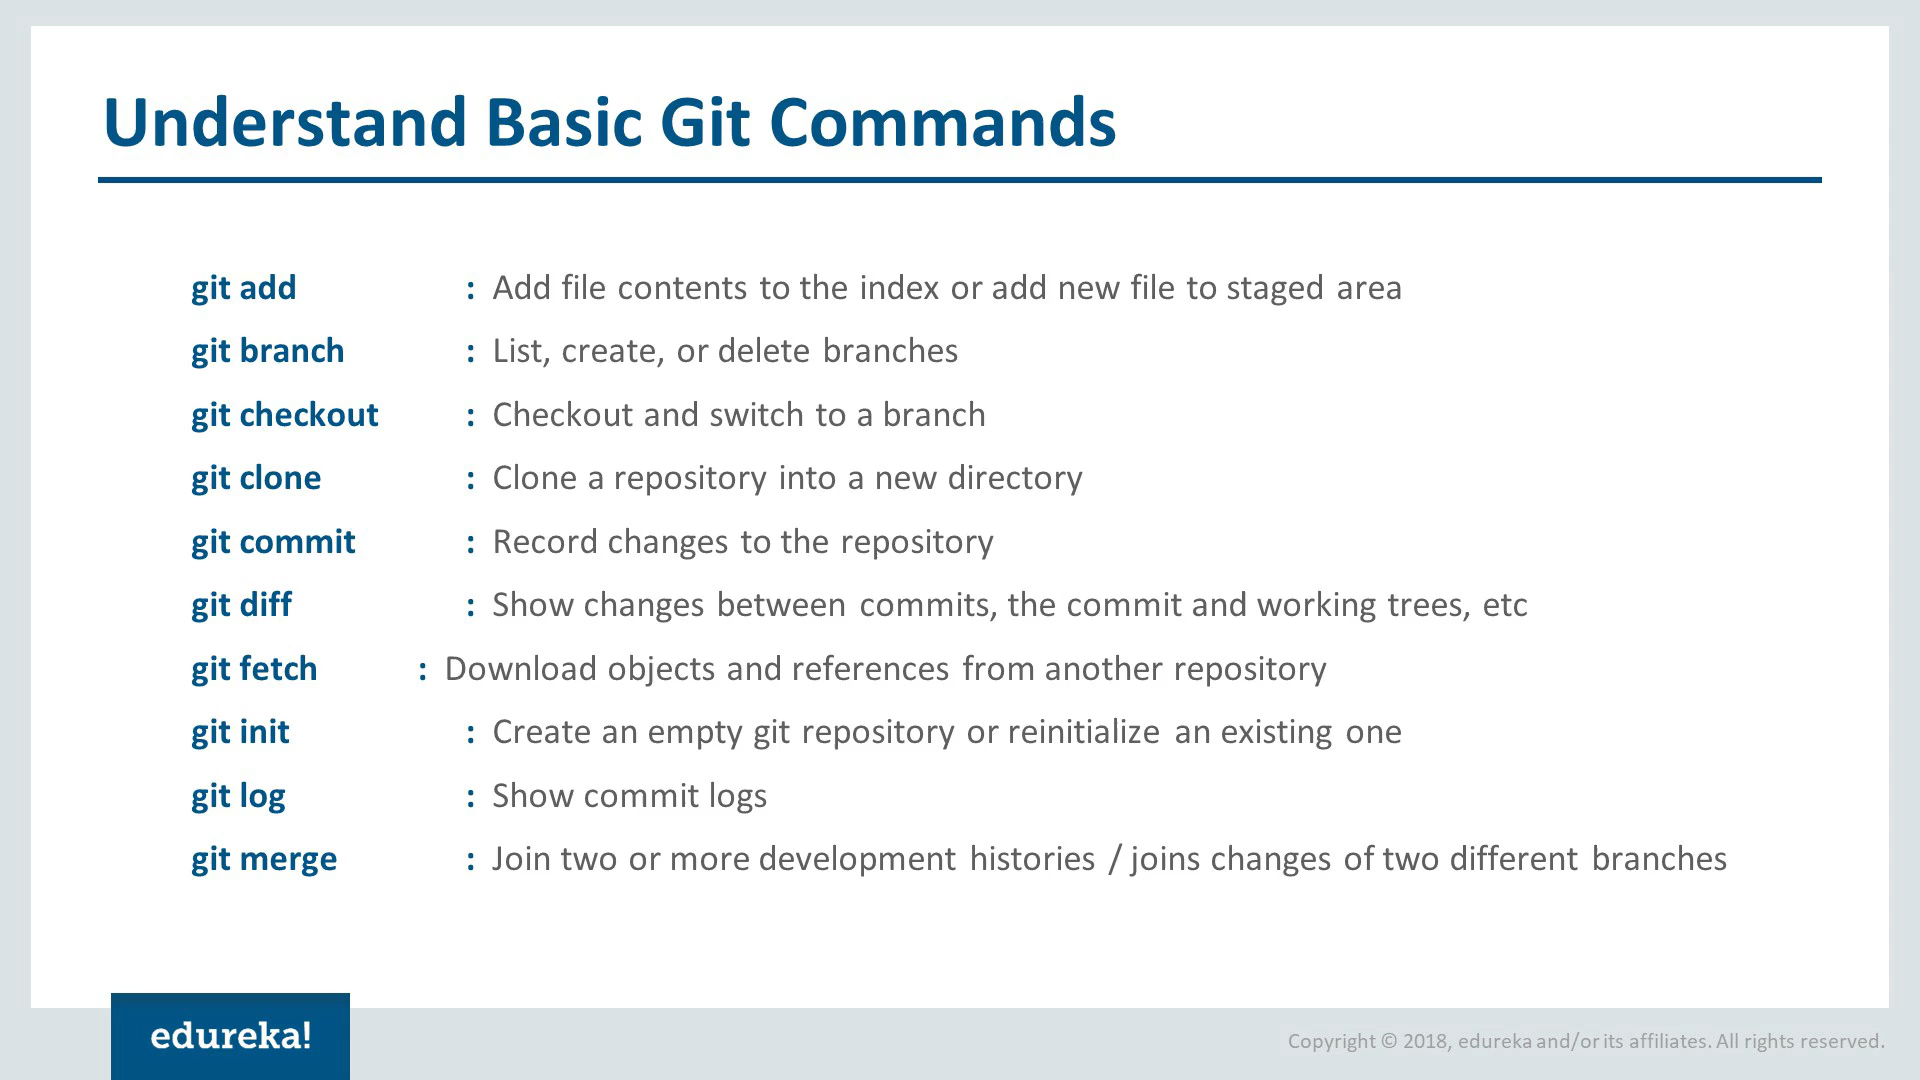 Understand Basic Git Commands
git add : Add file contents to the index or add new file to staged area
git branch : List, create, or delete branches
git checkout : Checkout and switch to a branch
git clone : Clone a repository into a new directory
git commit : Record changes to the repository
git diff : Show changes between commits, the commit and working trees, etc
git fetch : Download objects and references from another repository
git init : Create an empty git repository or reinitialize an existing one
git log : Show commit logs
git merge : Join two or more development histories / joins changes of two different branches
edureka!
Copyright © 2018, edureka and/or its affiliates. All rights reserved.